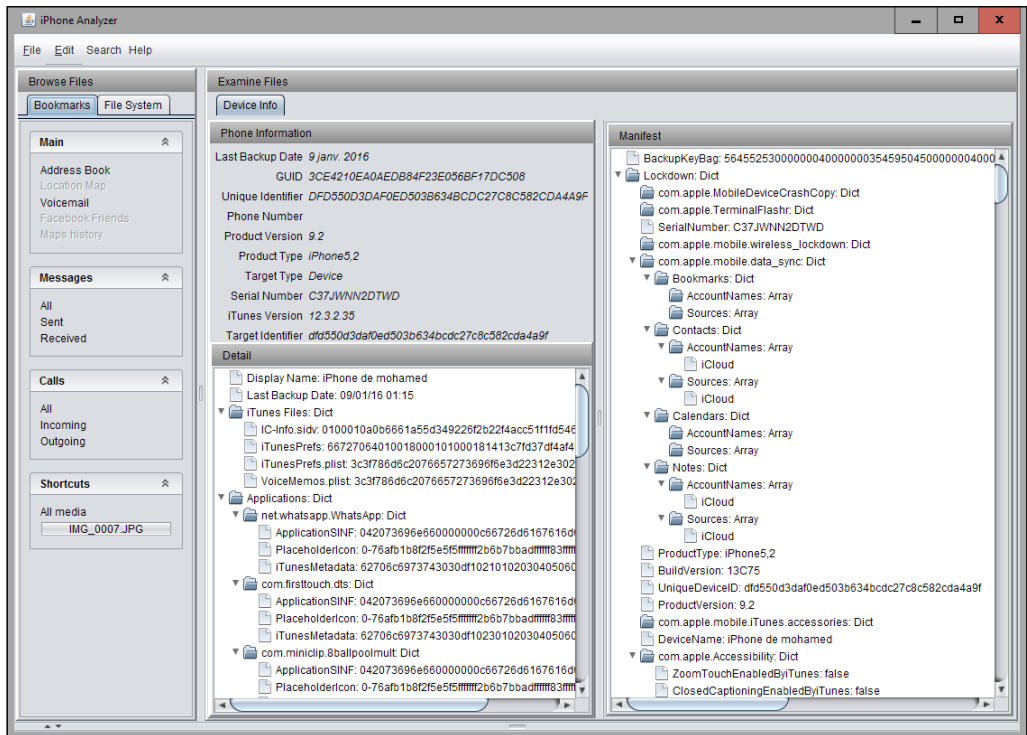 iPhone Analyzer
File Edit Search Help
Browse Files
Bookmarks File System
Main
Address Book
Location Map
Voicemail
Facebook Friends
Maps history
Messages
All
Sent
Received
Calls
All
Incoming
Outgoing
Shortcuts
All media
IMG_0007.JPG
Examine Files
Device Info
Phone Information
Last Backup Date 9 janv. 2016
GUID 3CE4210EA0AEDB84F23E056BF17DC508
Unique Identifier DFD550D3DAF0ED503B634BCDC27C8C582CDA4A9F
Phone Number
Product Version 9.2
Product Type iPhone5,2
Target Type Device
Serial Number C37JWNN2DTWD
iTunes Version 12.3.2.35
Target Identifier dfd550d3daf0ed503b634bcdc27c8c582cda4a9f
Detail
Display Name: iPhone de mohamed
Last Backup Date: 09/01/16 01:15
iTunes Files: Dict
IC-Info.sidv: 0100010a0b6661a55d349226f2b22f4acc51f1fd546
iTunesPrefs: 66727064010018000101000181413c7fd37df4af4
iTunesPrefs.plist: 3c3f786d6c2076657273696f6e3d22312e302
VoiceMemos.plist: 3c3f786d6c2076657273696f6e3d22312e302
Applications: Dict
net.whatsapp.WhatsApp: Dict
ApplicationSINF: 042073696e660000000c66726d6167616d
PlaceholderIcon: 0-76afb1b8f2f5e5f5fffffff2b6b7bbadffffff83fffff
iTunesMetadata: 62706c6973743030df10210102030405060
com.firsttouch.dts: Dict
ApplicationSINF: 042073696e660000000c66726d6167616d
PlaceholderIcon: 0-76afb1b8f2f5e5f5fffffff2b6b7bbadffffff83fffff
iTunesMetadata: 62706c6973743030df10230102030405060
com.miniclip.8ballpoolmult: Dict
ApplicationSINF: 042073696e660000000c66726d6167616d
PlaceholderIcon: 0-76afb1b8f2f5e5f5fffffff2b6b7bbadffffff83fffff
Manifest
BackupKeyBag: 5645525300000004000000035459504500000004000
Lockdown: Dict
com.apple.MobileDeviceCrashCopy: Dict
com.apple.TerminalFlashr: Dict
SerialNumber: C37JWNN2DTWD
com.apple.mobile.wireless_lockdown: Dict
com.apple.mobile.data_sync: Dict
Bookmarks: Dict
AccountNames: Array
Sources: Array
Contacts: Dict
AccountNames: Array
iCloud
Sources: Array
iCloud
Calendars: Dict
AccountNames: Array
Sources: Array
Notes: Dict
AccountNames: Array
iCloud
Sources: Array
iCloud
ProductType: iPhone5,2
BuildVersion: 13C75
UniqueDeviceID: dfd550d3daf0ed503b634bcdc27c8c582cda4a9f
ProductVersion: 9.2
com.apple.mobile.iTunes.accessories: Dict
DeviceName: iPhone de mohamed
com.apple.Accessibility: Dict
ZoomTouchEnabledByiTunes: false
ClosedCaptioningEnabledByiTunes: false